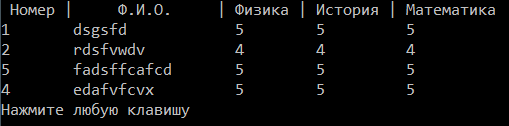 Номер | Ф.И.О. | Физика | История | Математика
1 dsgsfd 5 5 5
2 rdsfvwdv 4 4 4
5 fadsffcafcd 5 5 5
4 edafvfcvx 5 5 5
Нажмите любую клавишу